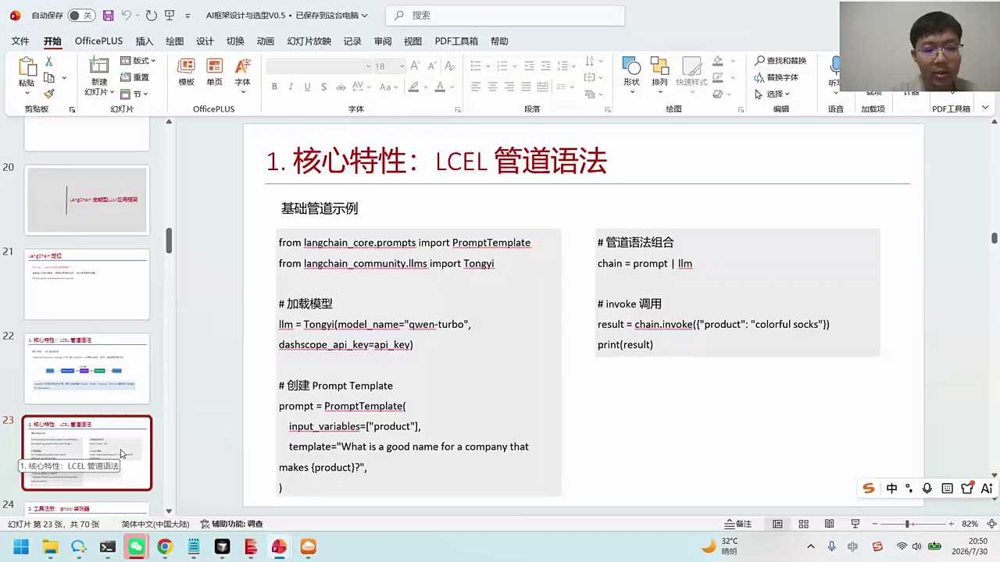 自动保存 关 AI框架设计与选型V0.5 • 已保存到这台电脑 搜索
文件 开始 OfficePLUS 插入 绘图 设计 切换 动画 幻灯片放映 记录 审阅 视图 PDF工具箱 帮助
粘贴 新建 幻灯片 版式 重置 节 模板 单页 字体 18 形状 排列 快速样式 查找和替换 替换字体 选择
B I U S ab AV Aa A
剪贴板 幻灯片 OfficePLUS 字体 段落 绘图 编辑 语音 加载项 PDF工具箱
20
LangChain 全能型LLM应用框架
21
LangChain 定位
22
1. 核心特性：LCEL 管道语法
23
1. 核心特性：LCEL 管道语法
1. 核心特性：LCEL 管道语法
24
2. 工具注册：@tool 装饰器
1. 核心特性：LCEL 管道语法
基础管道示例
from langchain_core.prompts import PromptTemplate
from langchain_community.llms import Tongyi
# 加载模型
llm = Tongyi(model_name="qwen-turbo",
dashscope_api_key=api_key)
# 创建 Prompt Template
prompt = PromptTemplate(
input_variables=["product"],
template="What is a good name for a company that
makes {product}?",
)
# 管道语法组合
chain = prompt | llm
# invoke 调用
result = chain.invoke({"product": "colorful socks"})
print(result)
中
幻灯片 第 23 张，共 70 张 简体中文(中国大陆) 辅助功能: 调查 备注 82%
32°C
晴朗
中
20:50
2026/7/30